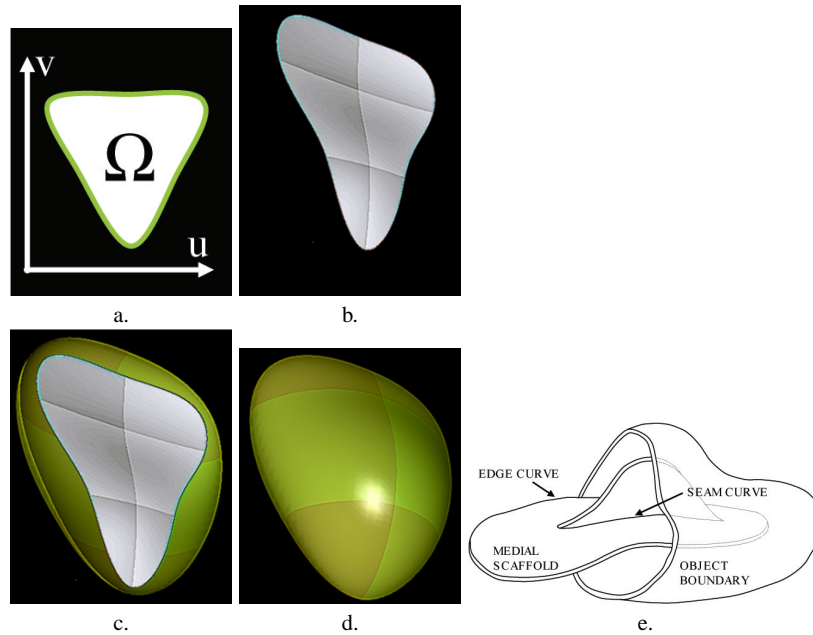 v
Ω
u
a.
b.
EDGE CURVE
SEAM CURVE
MEDIAL
SCAFFOLD
OBJECT
BOUNDARY
c.
d.
e.